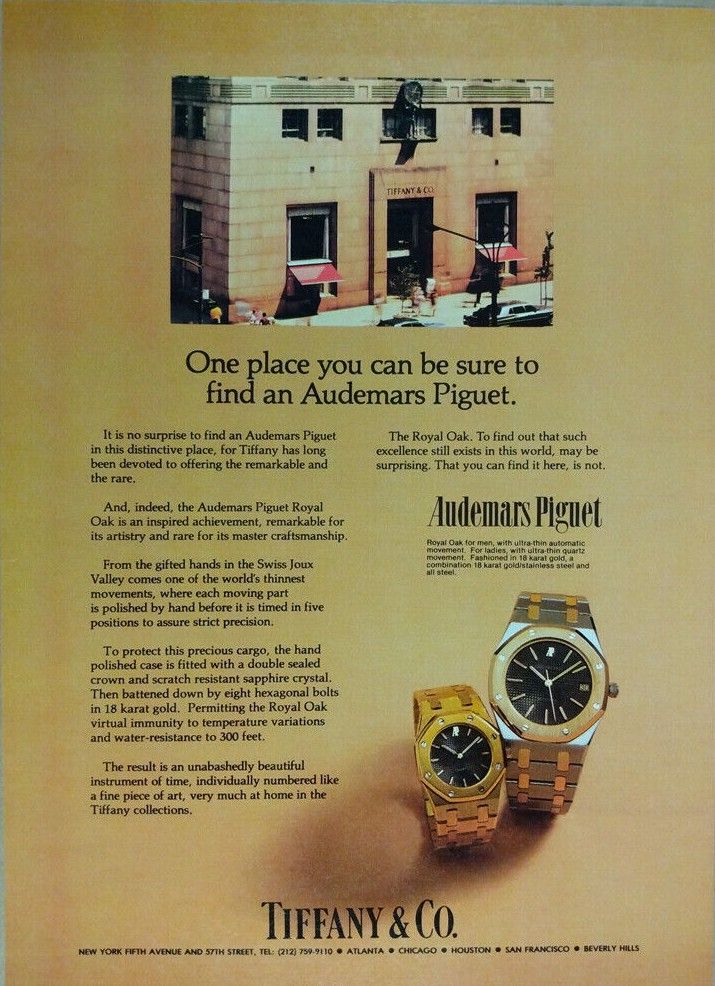 TIFFANY & CO.
One place you can be sure to
find an Audemars Piguet.
It is no surprise to find an Audemars Piguet
in this distinctive place, for Tiffany has long
been devoted to offering the remarkable and
the rare.
And, indeed, the Audemars Piguet Royal
Oak is an inspired achievement, remarkable for
its artistry and rare for its master craftsmanship.
From the gifted hands in the Swiss Joux
Valley comes one of the world's thinnest
movements, where each moving part
is polished by hand before it is timed in five
positions to assure strict precision.
To protect this precious cargo, the hand
polished case is fitted with a double sealed
crown and scratch resistant sapphire crystal.
Then battened down by eight hexagonal bolts
in 18 karat gold. Permitting the Royal Oak
virtual immunity to temperature variations
and water-resistance to 300 feet.
The result is an unabashedly beautiful
instrument of time, individually numbered like
a fine piece of art, very much at home in the
Tiffany collections.
The Royal Oak. To find out that such
excellence still exists in this world, may be
surprising. That you can find it here, is not.
Audemars Piguet
Royal Oak for men, with ultra-thin automatic
movement. For ladies, with ultra-thin quartz
movement. Fashioned in 18 karat gold, a
combination 18 karat gold/stainless steel and
all steel.
TIFFANY & CO.
NEW YORK FIFTH AVENUE AND 57TH STREET, TEL: (212) 759-9110 • ATLANTA • CHICAGO • HOUSTON • SAN FRANCISCO • BEVERLY HILLS